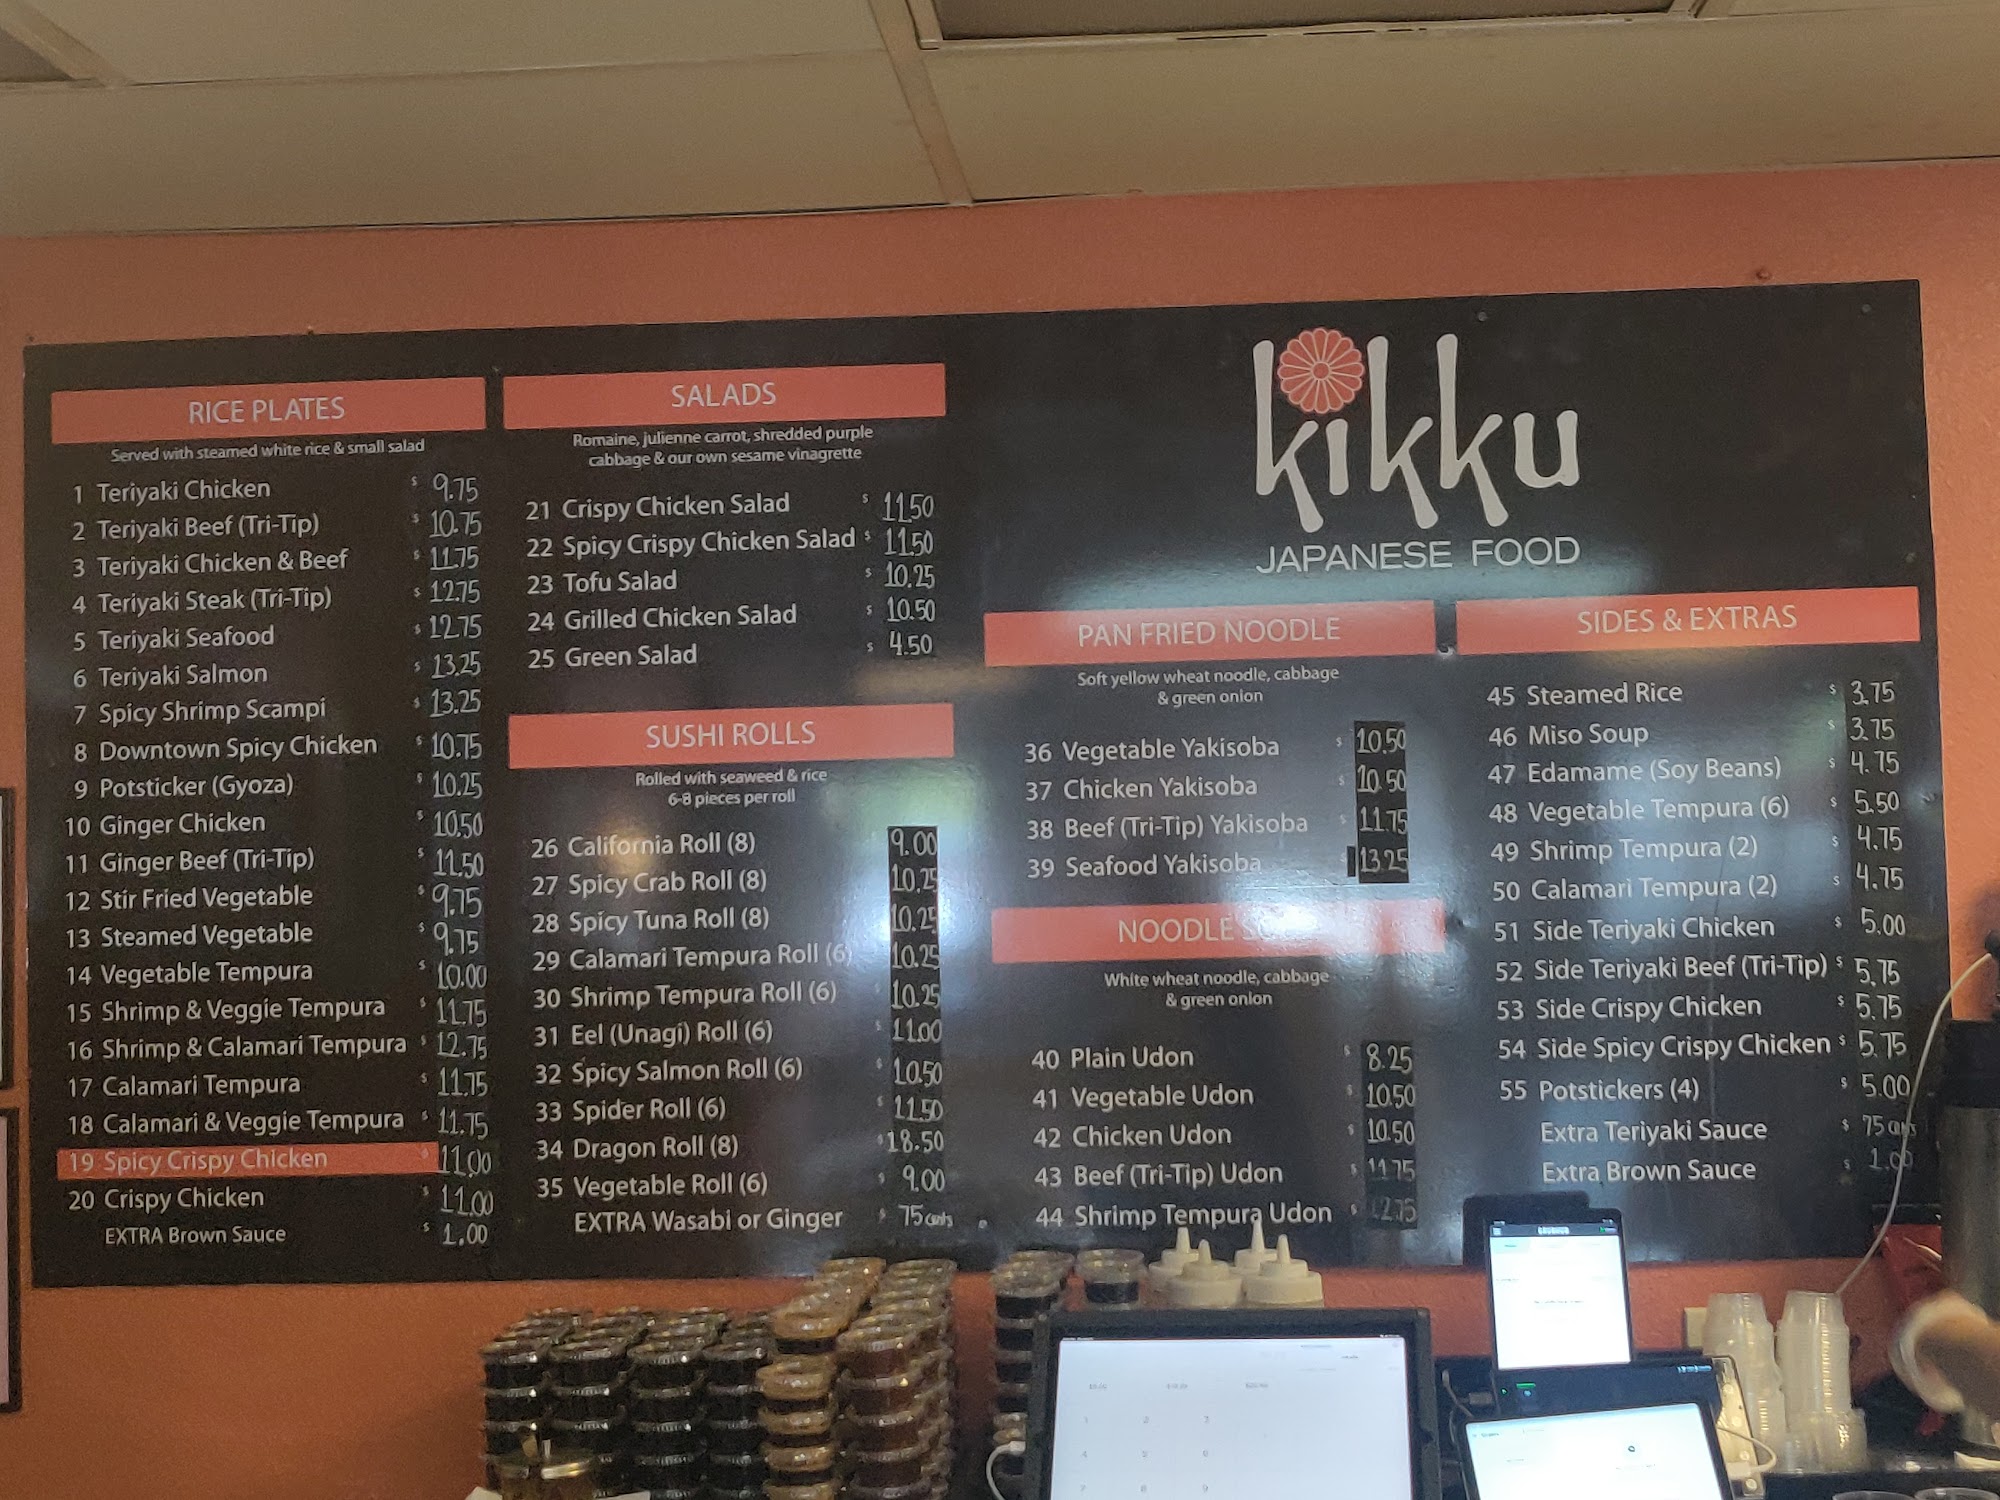 RICE PLATES
Served with steamed white rice & small salad
1 Teriyaki Chicken $ 9.75
2 Teriyaki Beef (Tri-Tip) $ 10.75
3 Teriyaki Chicken & Beef $ 11.75
4 Teriyaki Steak (Tri-Tip) $ 12.75
5 Teriyaki Seafood $ 12.75
6 Teriyaki Salmon $ 13.25
7 Spicy Shrimp Scampi $ 13.25
8 Downtown Spicy Chicken $ 10.75
9 Potsticker (Gyoza) $ 10.25
10 Ginger Chicken $ 10.50
11 Ginger Beef (Tri-Tip) $ 11.50
12 Stir Fried Vegetable $ 9.75
13 Steamed Vegetable $ 9.75
14 Vegetable Tempura $ 10.00
15 Shrimp & Veggie Tempura $ 11.75
16 Shrimp & Calamari Tempura $ 12.75
17 Calamari Tempura $ 11.75
18 Calamari & Veggie Tempura $ 11.75
19 Spicy Crispy Chicken $ 11.00
20 Crispy Chicken $ 11.00
EXTRA Brown Sauce $ 1.00
SALADS
Romaine, julienne carrot, shredded purple
cabbage & our own sesame vinagrette
21 Crispy Chicken Salad $ 11.50
22 Spicy Crispy Chicken Salad $ 11.50
23 Tofu Salad $ 10.25
24 Grilled Chicken Salad $ 10.50
25 Green Salad $ 4.50
SUSHI ROLLS
Rolled with seaweed & rice
6-8 pieces per roll
26 California Roll (8) 9.00
27 Spicy Crab Roll (8) 10.25
28 Spicy Tuna Roll (8) 10.25
29 Calamari Tempura Roll (6) 10.25
30 Shrimp Tempura Roll (6) 10.25
31 Eel (Unagi) Roll (6) $ 11.00
32 Spicy Salmon Roll (6) $ 10.50
33 Spider Roll (6) $ 11.50
34 Dragon Roll (8) $ 18.50
35 Vegetable Roll (6) $ 9.00
EXTRA Wasabi or Ginger $ 75 cents
kikku
JAPANESE FOOD
PAN FRIED NOODLE
Soft yellow wheat noodle, cabbage
& green onion
36 Vegetable Yakisoba $ 10.50
37 Chicken Yakisoba $ 10.50
38 Beef (Tri-Tip) Yakisoba $ 11.75
39 Seafood Yakisoba $ 13.25
NOODLE
White wheat noodle, cabbage
& green onion
40 Plain Udon $ 8.25
41 Vegetable Udon $ 10.50
42 Chicken Udon $ 10.50
43 Beef (Tri-Tip) Udon $ 11.75
44 Shrimp Tempura Udon $ 12.75
SIDES & EXTRAS
45 Steamed Rice $ 3.75
46 Miso Soup $ 3.75
47 Edamame (Soy Beans) $ 4.75
48 Vegetable Tempura (6) $ 5.50
49 Shrimp Tempura (2) $ 4.75
50 Calamari Tempura (2) $ 4.75
51 Side Teriyaki Chicken $ 5.00
52 Side Teriyaki Beef (Tri-Tip) $ 5.75
53 Side Crispy Chicken $ 5.75
54 Side Spicy Crispy Chicken $ 5.75
55 Potstickers (4) $ 5.00
Extra Teriyaki Sauce $ 75 cents
Extra Brown Sauce $ 1.00